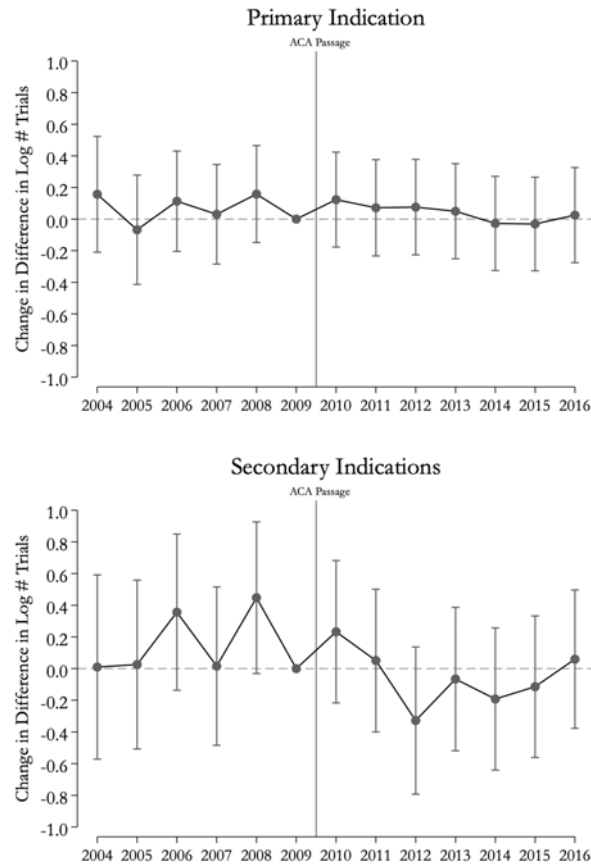 Primary Indication
ACA Passage
Change in Difference in Log # Trials
1.0
0.8
0.6
0.4
0.2
0.0
-0.2
-0.4
-0.6
-0.8
-1.0
2004 2005 2006 2007 2008 2009 2010 2011 2012 2013 2014 2015 2016
Secondary Indications
ACA Passage
Change in Difference in Log # Trials
1.0
0.8
0.6
0.4
0.2
0.0
-0.2
-0.4
-0.6
-0.8
-1.0
2004 2005 2006 2007 2008 2009 2010 2011 2012 2013 2014 2015 2016